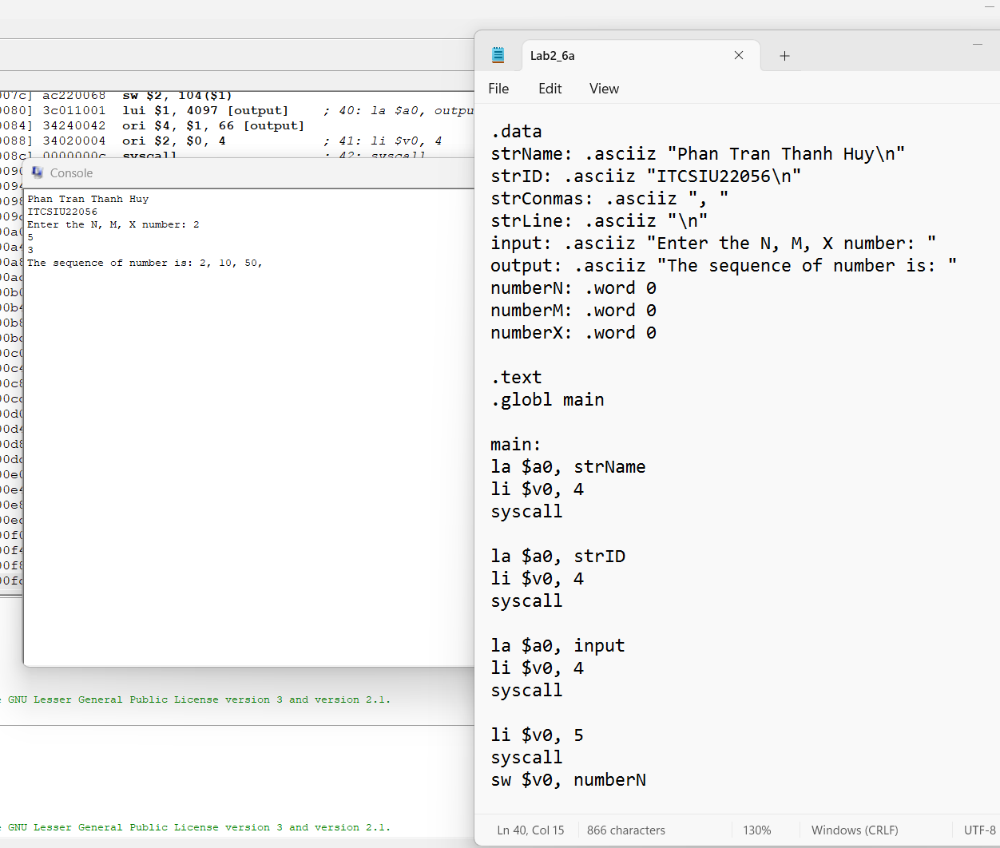 007c] ac220068 sw $2, 104($1)
0080] 3c011001 lui $1, 4097 [output] ; 40: la $a0, outpu
0084] 34240042 ori $4, $1, 66 [output]
0088] 34020004 ori $2, $0, 4 ; 41: li $v0, 4
008c] 0000000c syscall ; 42: syscall
Console
Phan Tran Thanh Huy
ITCSIU22056
Enter the N, M, X number: 2
5
3
The sequence of number is: 2, 10, 50,
GNU Lesser General Public License version 3 and version 2.1.
GNU Lesser General Public License version 3 and version 2.1.
Lab2_6a
File Edit View
.data
strName: .asciiz "Phan Tran Thanh Huy\n"
strID: .asciiz "ITCSIU22056\n"
strConmas: .asciiz ", "
strLine: .asciiz "\n"
input: .asciiz "Enter the N, M, X number: "
output: .asciiz "The sequence of number is: "
numberN: .word 0
numberM: .word 0
numberX: .word 0
.text
.globl main
main:
la $a0, strName
li $v0, 4
syscall
la $a0, strID
li $v0, 4
syscall
la $a0, input
li $v0, 4
syscall
li $v0, 5
syscall
sw $v0, numberN
Ln 40, Col 15 866 characters 130% Windows (CRLF) UTF-8